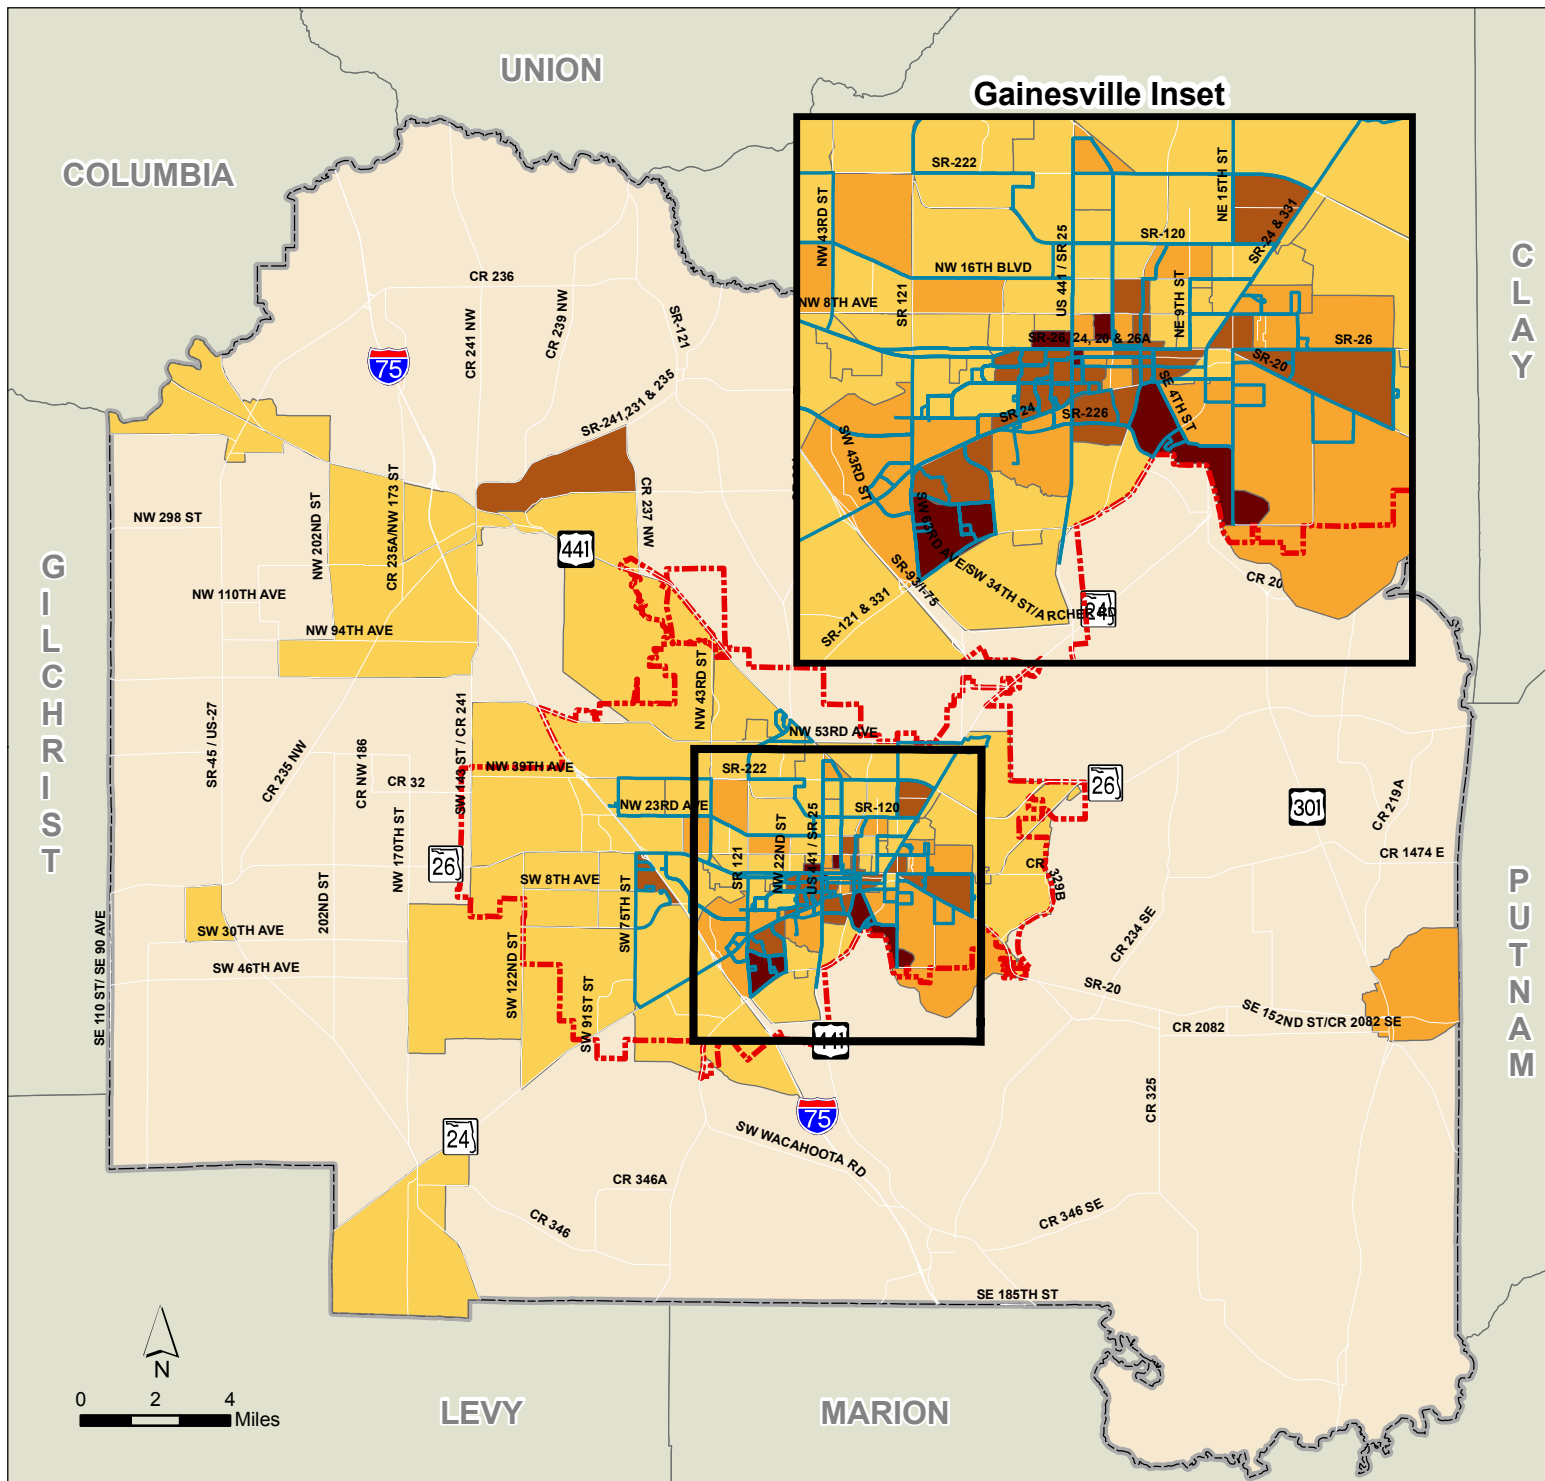 UNION
COLUMBIA
Gainesville Inset
SR-222
NE 15TH ST
NW 43RD ST
SR-24 & 331
SR-120
US 441 / SR 25
NW 16TH BLVD
NE 9TH ST
SR 121
NW 8TH AVE
SR-26, 24, 20 & 26A
SR-26
SR-20
SE 4TH ST
SR 24
SR-226
SW 43RD ST
SW 63RD AVE/SW 34TH ST/ARCHER RD
SR-93/I-75
SR-121 & 331
CR 20
24
CLAY
CR 236
CR 241 NW
CR 239 NW
SR-121
75
SR-241,231 & 235
CR 237 NW
NW 298 ST
NW 202ND ST
CR 235A/NW 173 ST
441
GILCHRIST
NW 110TH AVE
NW 94TH AVE
NW 43RD ST
SR-45 / US-27
CR 235 NW
CR NW 186
CR 32
SW 143 ST / CR 241
NW 53RD AVE
NW 39TH AVE
SR-222
NW 23RD AVE
SR-120
26
301
CR 219A
NW 22ND ST
US 441 / SR 25
SR 121
NW 170TH ST
26
CR 1474 E
SW 8TH AVE
SW 75TH ST
CR 329B
202ND ST
SW 30TH AVE
SW 46TH AVE
SE 110 ST/ SE 90 AVE
SW 122ND ST
SW 91ST ST
CR 234 SE
SR-20
SE 152ND ST/CR 2082 SE
CR 2082
PUTNAM
441
CR 325
75
24
SW WACAHOOTA RD
CR 346A
CR 346
CR 346 SE
SE 185TH ST
N
0 2 4
Miles
LEVY
MARION